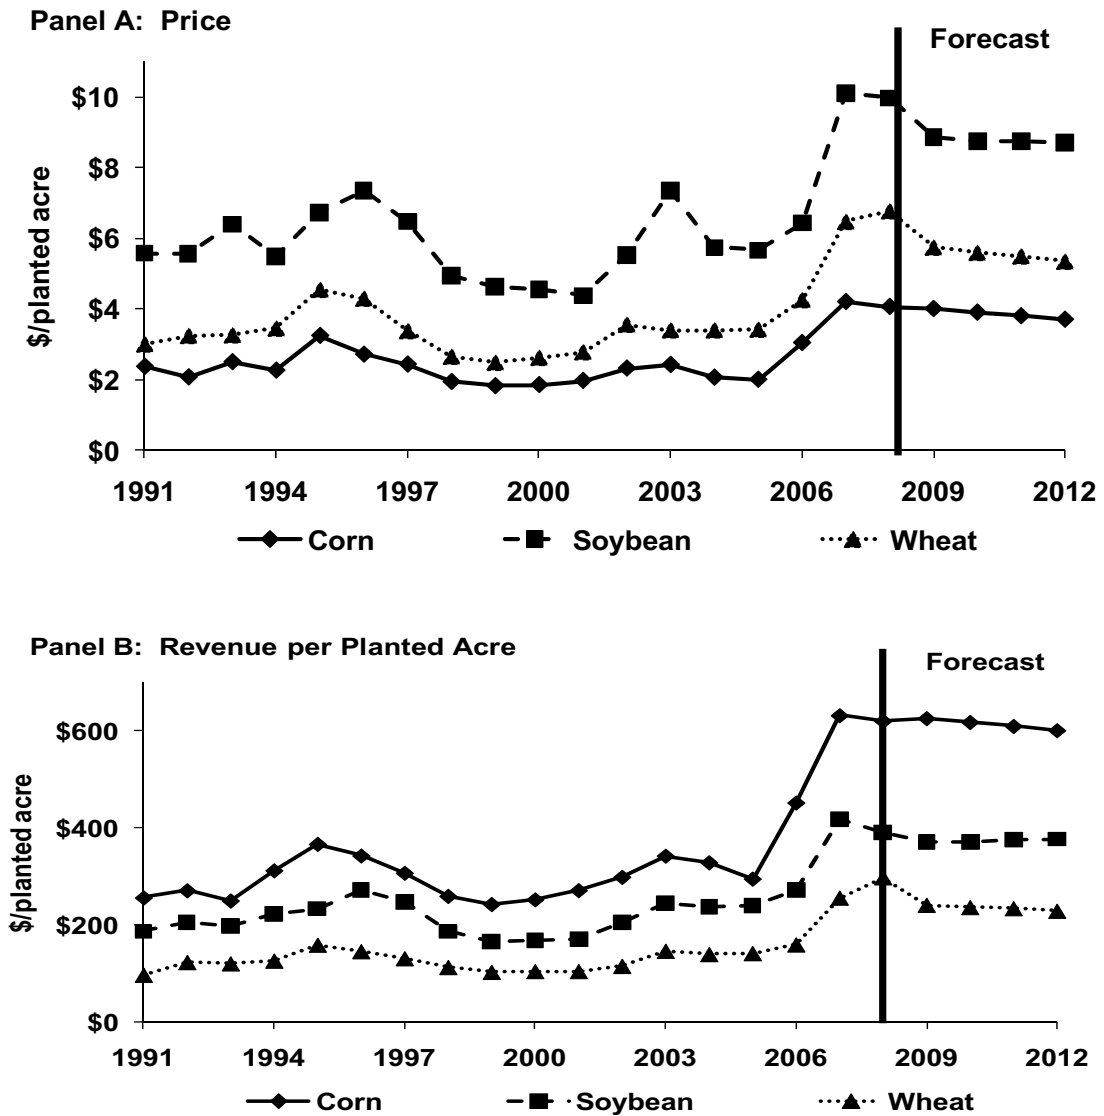 Panel A: Price
Forecast
$/planted acre
$10
$8
$6
$4
$2
$0
1991 1994 1997 2000 2003 2006 2009 2012
Corn Soybean Wheat
Panel B: Revenue per Planted Acre
Forecast
$/planted acre
$600
$400
$200
$0
1991 1994 1997 2000 2003 2006 2009 2012
Corn Soybean Wheat